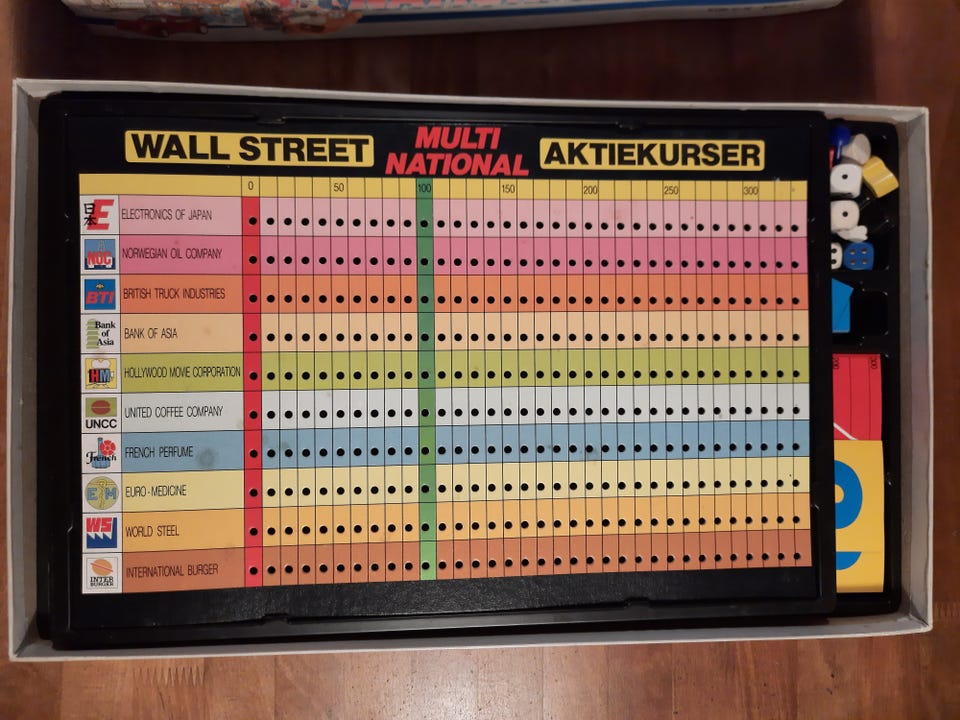 WALL STREET
MULTI
NATIONAL
AKTIEKURSER
0 50 100 150 200 250 300
日本 E ELECTRONICS OF JAPAN
NOC NORWEGIAN OIL COMPANY
BTI BRITISH TRUCK INDUSTRIES
Bank of Asia BANK OF ASIA
HM HOLLYWOOD MOVIE CORPORATION
UNCC UNITED COFFEE COMPANY
French FRENCH PERFUME
EM EURO-MEDICINE
WS WORLD STEEL
INTER BURGER INTERNATIONAL BURGER